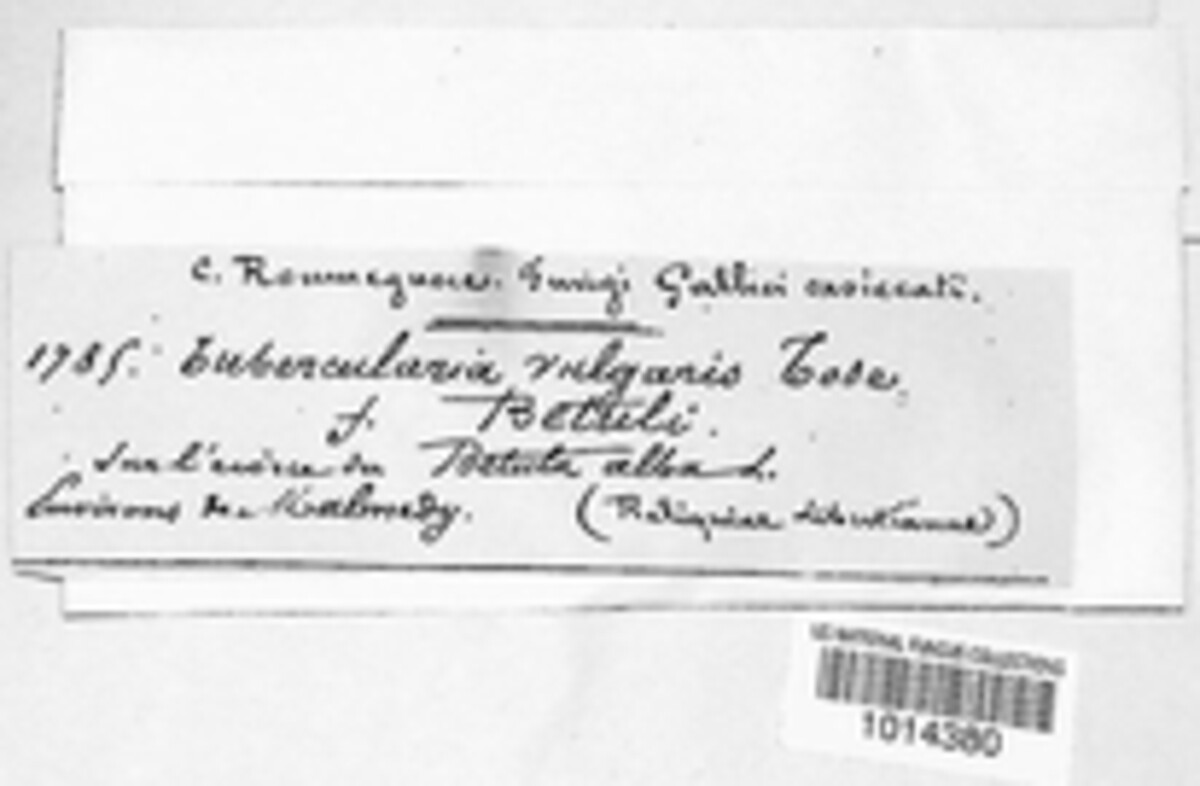 C. Roumeguere. Fungi Gallici exsiccati.
1785. Tubercularia vulgaris Tode.
f. Betuli.
Sur l'écorce du Betula alba L.
Environs de Malmedy. (Reliquiae Libertianae)
US NATIONAL FUNGUS COLLECTIONS
1014380